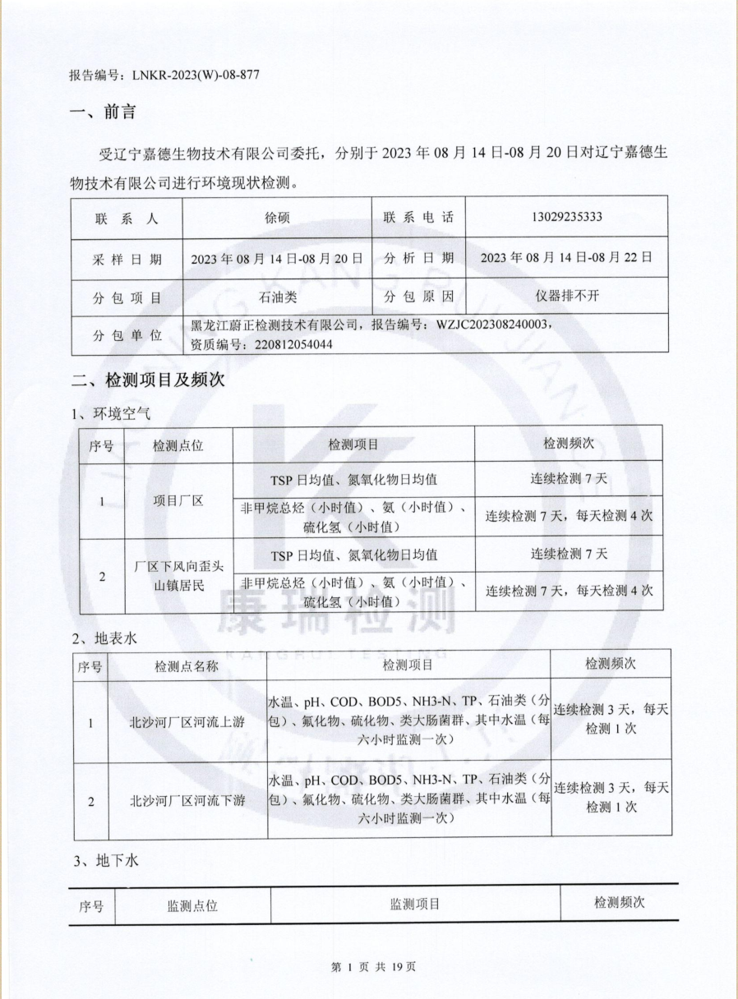 报告编号：LNKR-2023(W)-08-877
一、前言
受辽宁嘉德生物技术有限公司委托，分别于 2023 年 08 月 14 日-08 月 20 日对辽宁嘉德生
物技术有限公司进行环境现状检测。
联系人 徐硕 联系电话 13029235333
采样日期 2023 年 08 月 14 日-08 月 20 日 分析日期 2023 年 08 月 14 日-08 月 22 日
分包项目 石油类 分包原因 仪器排不开
分包单位 黑龙江蔚正检测技术有限公司，报告编号：WZJC202308240003，
资质编号：220812054044
二、检测项目及频次
1、环境空气
序号 检测点位 检测项目 检测频次
1 项目厂区 TSP 日均值、氮氧化物日均值 连续检测 7 天
非甲烷总烃（小时值）、氨（小时值）、
硫化氢（小时值）
连续检测 7 天，每天检测 4 次
2 厂区下风向歪头
山镇居民
TSP 日均值、氮氧化物日均值 连续检测 7 天
非甲烷总烃（小时值）、氨（小时值）、
硫化氢（小时值）
连续检测 7 天，每天检测 4 次
康瑞检测
KANGRUI TESTING
2、地表水
序号 检测点名称 检测项目 检测频次
1 北沙河厂区河流上游
水温、pH、COD、BOD5、NH3-N、TP、石油类（分
包）、氟化物、硫化物、类大肠菌群、其中水温（每
六小时监测一次）
连续检测 3 天，每天
检测 1 次
2 北沙河厂区河流下游
水温、pH、COD、BOD5、NH3-N、TP、石油类（分
包）、氟化物、硫化物、类大肠菌群、其中水温（每
六小时监测一次）
连续检测 3 天，每天
检测 1 次
3、地下水
序号 监测点位 监测项目 检测频次
第 1 页 共 19 页